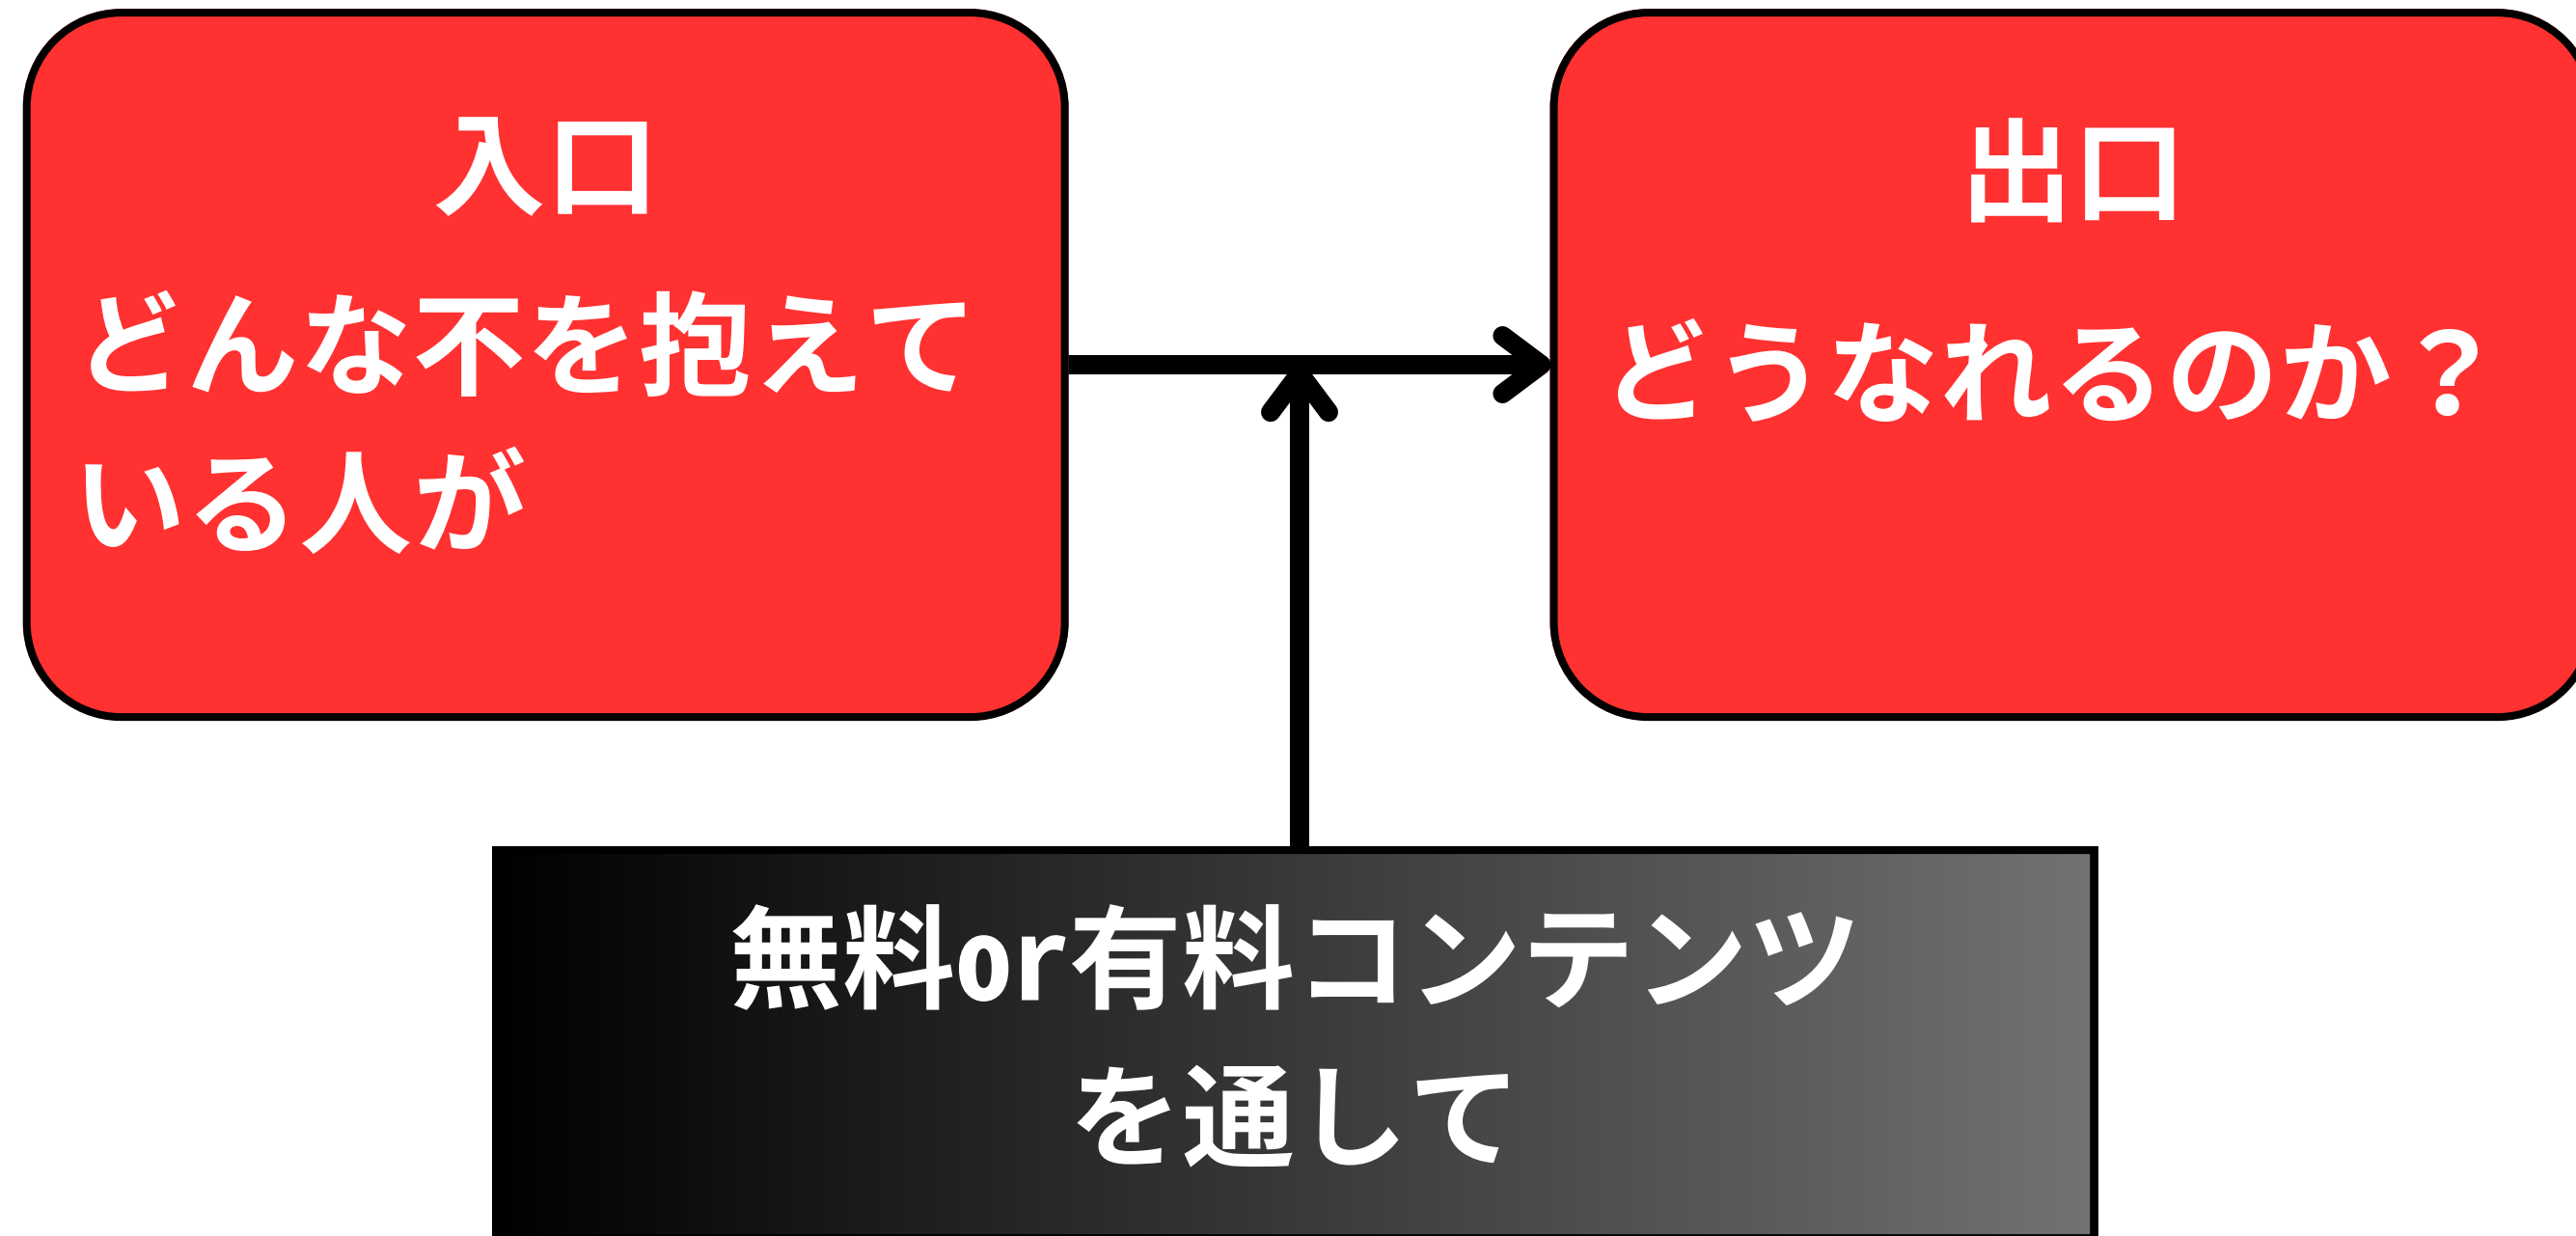 入口
どんな不を抱えて
いる人が
出口
どうなれるのか？
無料or有料コンテンツ
を通して